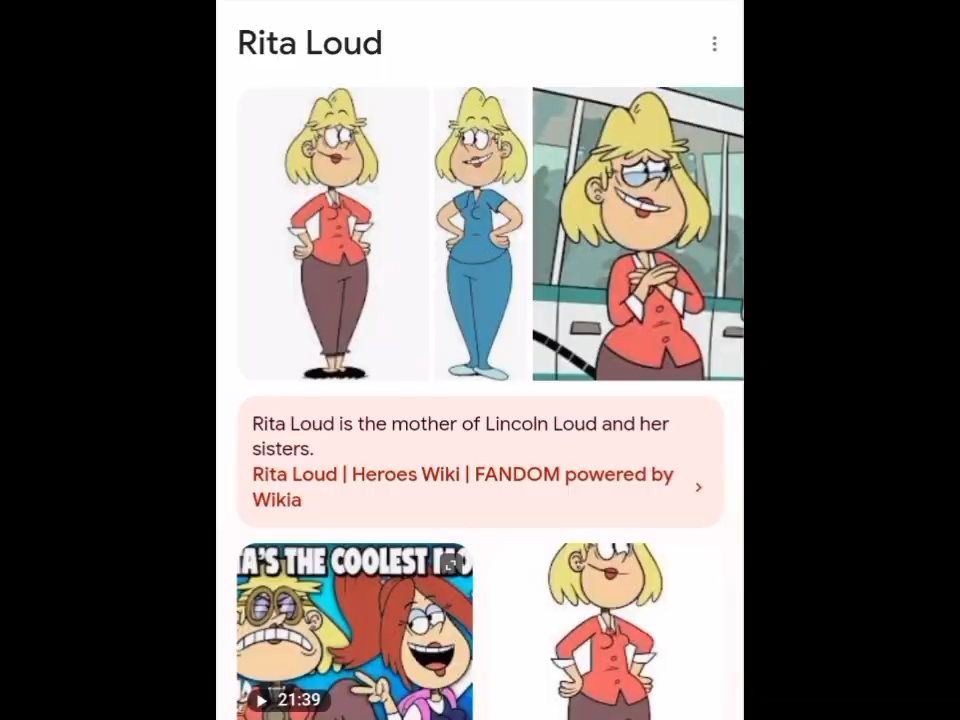 Rita Loud
Rita Loud is the mother of Lincoln Loud and her
sisters.
Rita Loud | Heroes Wiki | FANDOM powered by
Wikia
A'S THE COOLEST MO
21:39